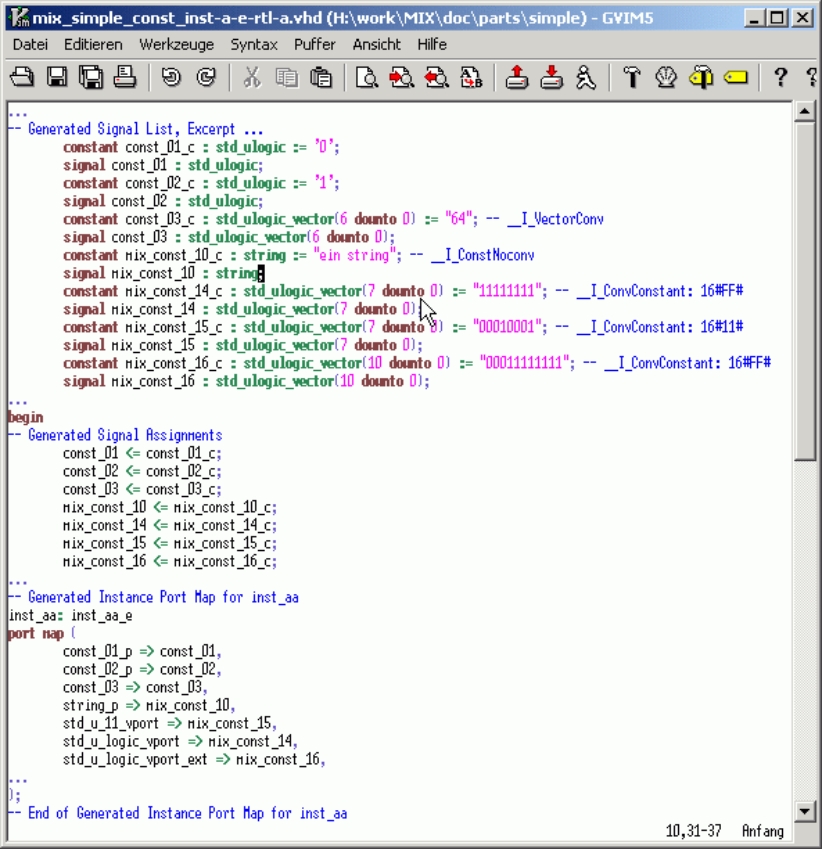 mix_simple_const_inst-a-e-rtl-a.vhd (H:\work\MIX\doc\parts\simple) - GVIM5
Datei Editieren Werkzeuge Syntax Puffer Ansicht Hilfe
...
-- Generated Signal List, Excerpt ...
constant const_01_c : std_ulogic := '0';
signal const_01 : std_ulogic;
constant const_02_c : std_ulogic := '1';
signal const_02 : std_ulogic;
constant const_03_c : std_ulogic_vector(6 downto 0) := "64"; -- __I_VectorConv
signal const_03 : std_ulogic_vector(6 downto 0);
constant mix_const_10_c : string := "ein string"; -- __I_ConstNoconv
signal mix_const_10 : string;
constant mix_const_14_c : std_ulogic_vector(7 downto 0) := "11111111"; -- __I_ConvConstant: 16#FF#
signal mix_const_14 : std_ulogic_vector(7 downto 0);
constant mix_const_15_c : std_ulogic_vector(7 downto 0) := "00010001"; -- __I_ConvConstant: 16#11#
signal mix_const_15 : std_ulogic_vector(7 downto 0);
constant mix_const_16_c : std_ulogic_vector(10 downto 0) := "00011111111"; -- __I_ConvConstant: 16#FF#
signal mix_const_16 : std_ulogic_vector(10 downto 0);
...
begin
-- Generated Signal Assignments
const_01 <= const_01_c;
const_02 <= const_02_c;
const_03 <= const_03_c;
mix_const_10 <= mix_const_10_c;
mix_const_14 <= mix_const_14_c;
mix_const_15 <= mix_const_15_c;
mix_const_16 <= mix_const_16_c;
...
-- Generated Instance Port Map for inst_aa
inst_aa: inst_aa_e
port map (
const_01_p => const_01,
const_02_p => const_02,
const_03 => const_03,
string_p => mix_const_10,
std_u_11_vport => mix_const_15,
std_u_logic_vport => mix_const_14,
std_u_logic_vport_ext => mix_const_16,
...
);
-- End of Generated Instance Port Map for inst_aa
10,31-37 Anfang